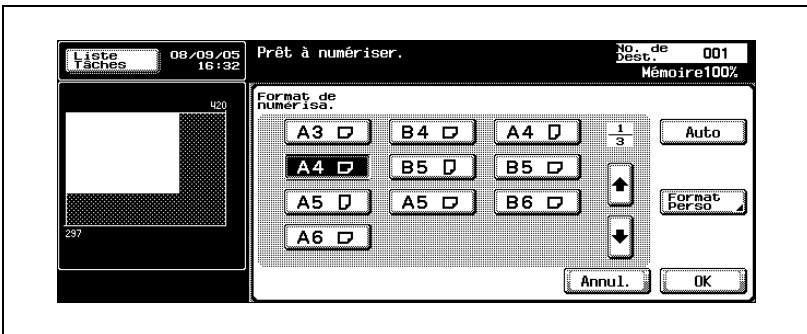 Liste
Tâches
08/09/05
16:32
Prêt à numériser.
No. de
Dest.
001
Mémoire100%
420
297
Format de
numérisa.
A3 B4 A4
A4 B5 B5
A5 A5 B6
A6
1
3
Auto
Format
Perso
Annul.
OK